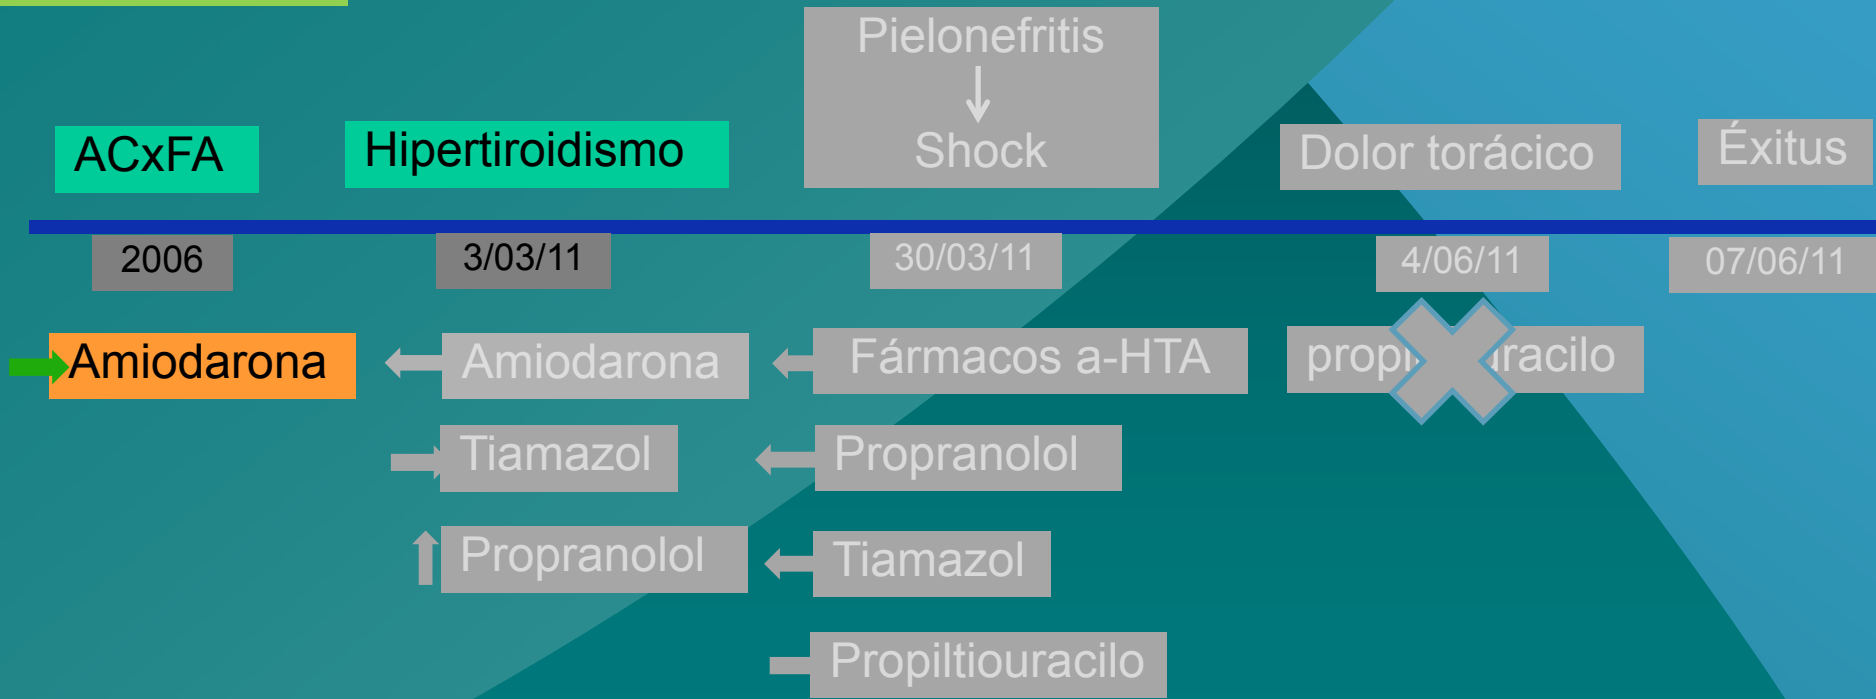 Pielonefritis
Shock
ACxFA
Hipertiroidismo
Dolor torácico
Éxitus
2006
3/03/11
30/03/11
4/06/11
07/06/11
Amiodarona
Amiodarona
Fármacos a-HTA
Tiamazol
Propranolol
Propranolol
Tiamazol
Propiltiouracilo